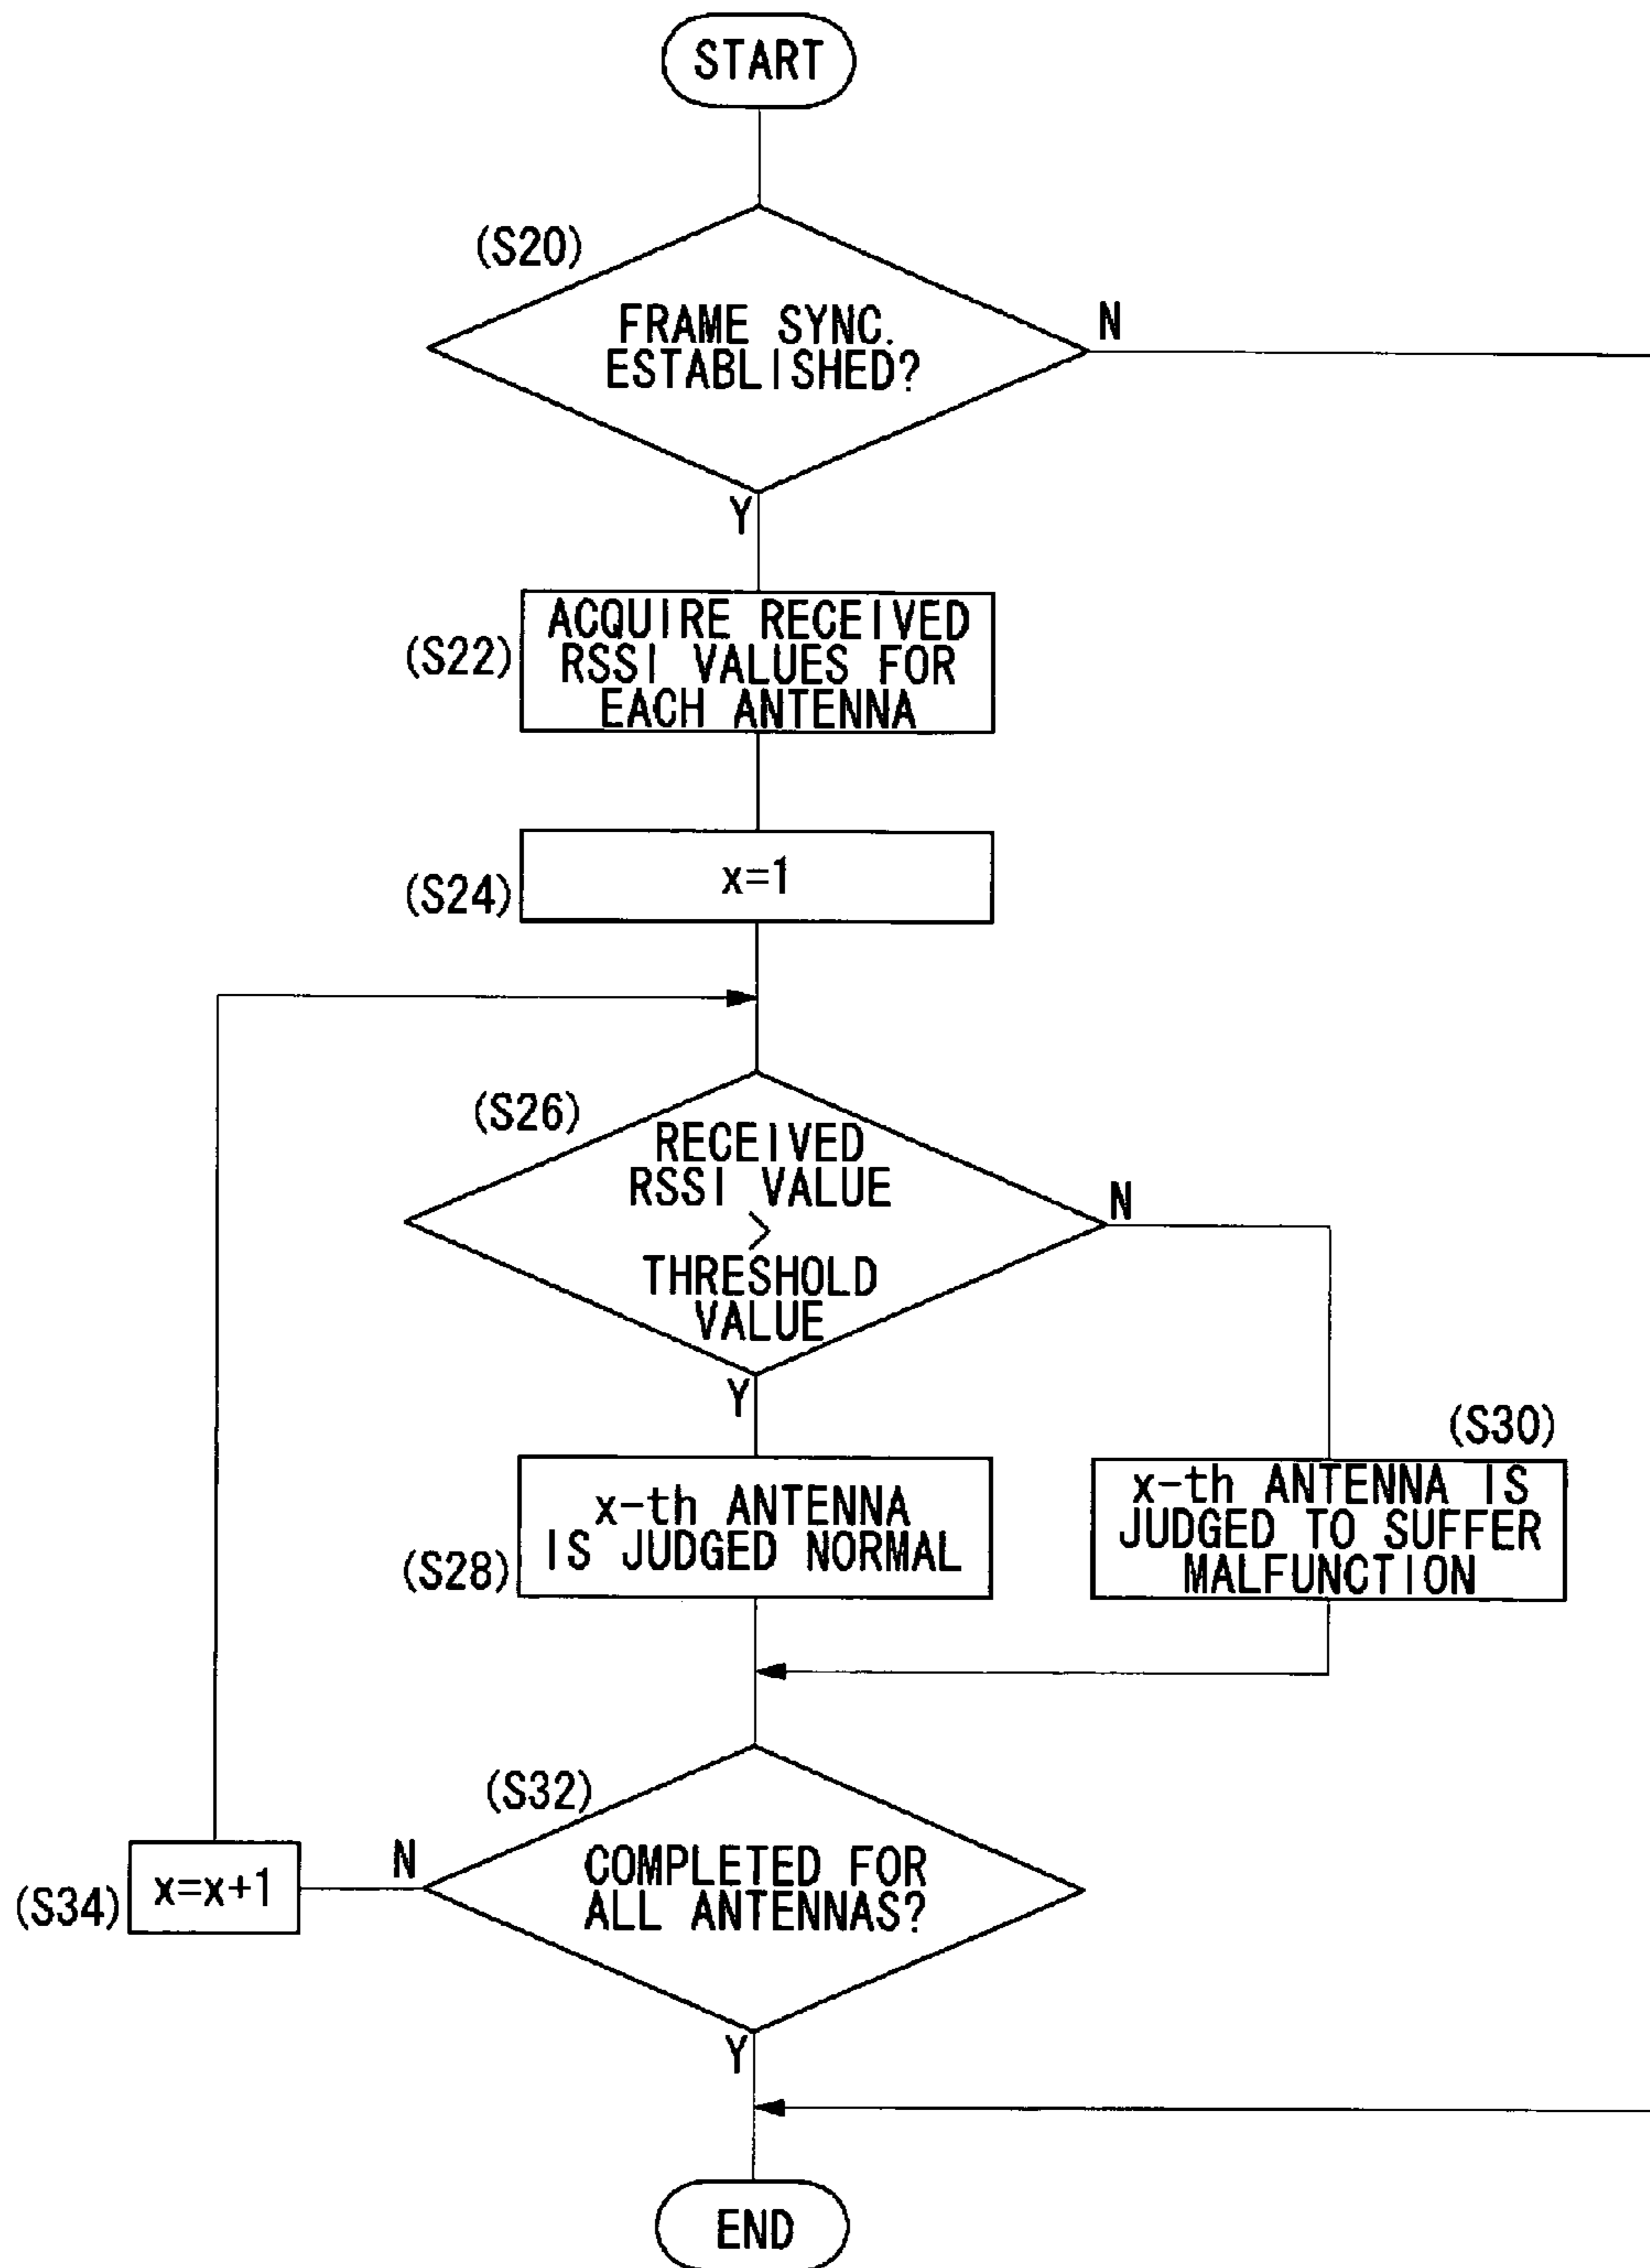 START
(S20)
FRAME SYNC.
ESTABLISHED?
N
Y
(S22)
ACQUIRE RECEIVED
RSSI VALUES FOR
EACH ANTENNA
(S24)
x=1
(S26)
RECEIVED
RSSI VALUE
>
THRESHOLD
VALUE
N
Y
(S28)
x-th ANTENNA
IS JUDGED NORMAL
(S30)
x-th ANTENNA IS
JUDGED TO SUFFER
MALFUNCTION
(S32)
COMPLETED FOR
ALL ANTENNAS?
N
(S34)
x=x+1
Y
END